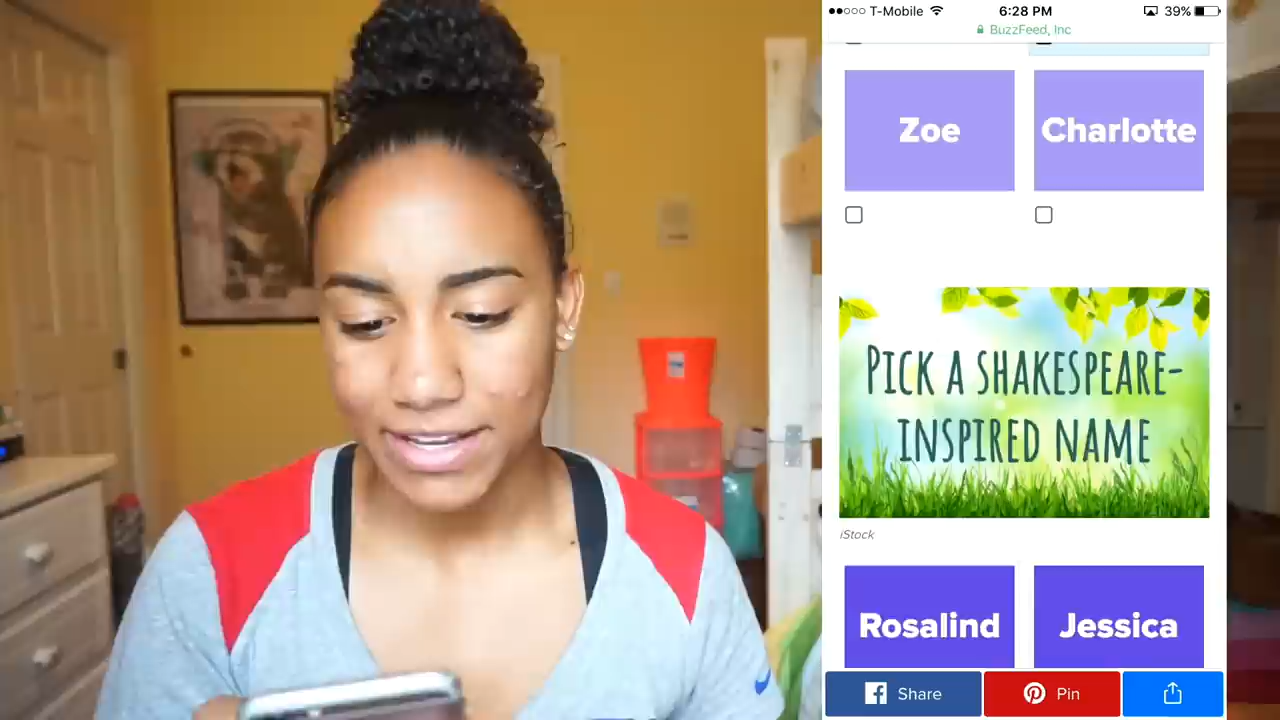 T-Mobile 6:28 PM 39%
BuzzFeed, Inc
Zoe Charlotte
PICK A SHAKESPEARE-
INSPIRED NAME
iStock
Rosalind Jessica
Share Pin